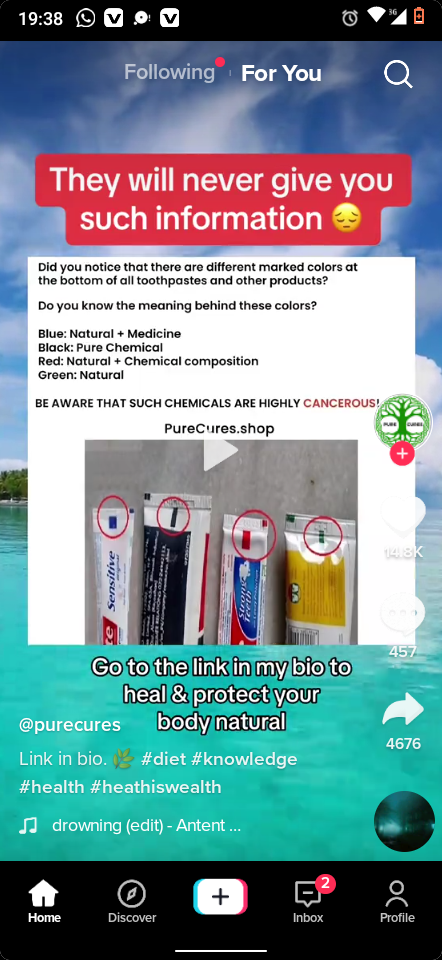 19:38
3G
Following
For You
They will never give you
such information 😔
Did you notice that there are different marked colors at
the bottom of all toothpastes and other products?
Do you know the meaning behind these colors?
Blue: Natural + Medicine
Black: Pure Chemical
Red: Natural + Chemical composition
Green: Natural
BE AWARE THAT SUCH CHEMICALS ARE HIGHLY CANCEROUS!
PureCures.shop
PURE CURES
Sensitive
14.8K
457
Go to the link in my bio to
heal & protect your
body natural
@purecures
4676
Link in bio. 🌿 #diet #knowledge
#health #heathiswealth
drowning (edit) - Antent ...
2
Home
Discover
Inbox
Profile